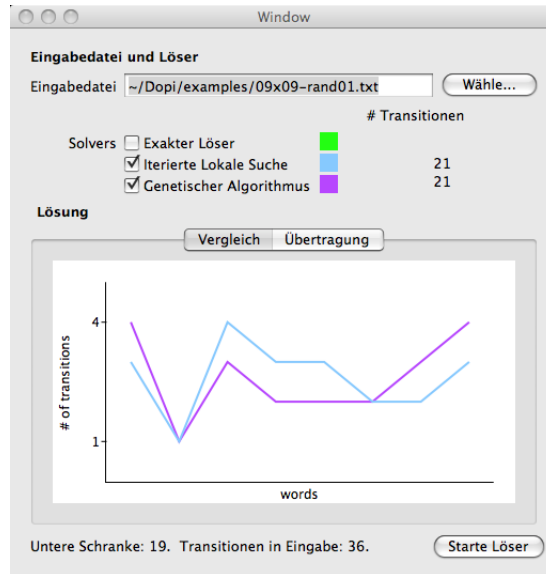 Window
Eingabedatei und Löser
Eingabedatei ~/Dopi/examples/09x09-rand01.txt Wähle...
# Transitionen
Solvers Exakter Löser
Iterierte Lokale Suche 21
Genetischer Algorithmus 21
Lösung
Vergleich Übertragung
4
# of transitions
1
words
Untere Schranke: 19. Transitionen in Eingabe: 36. Starte Löser